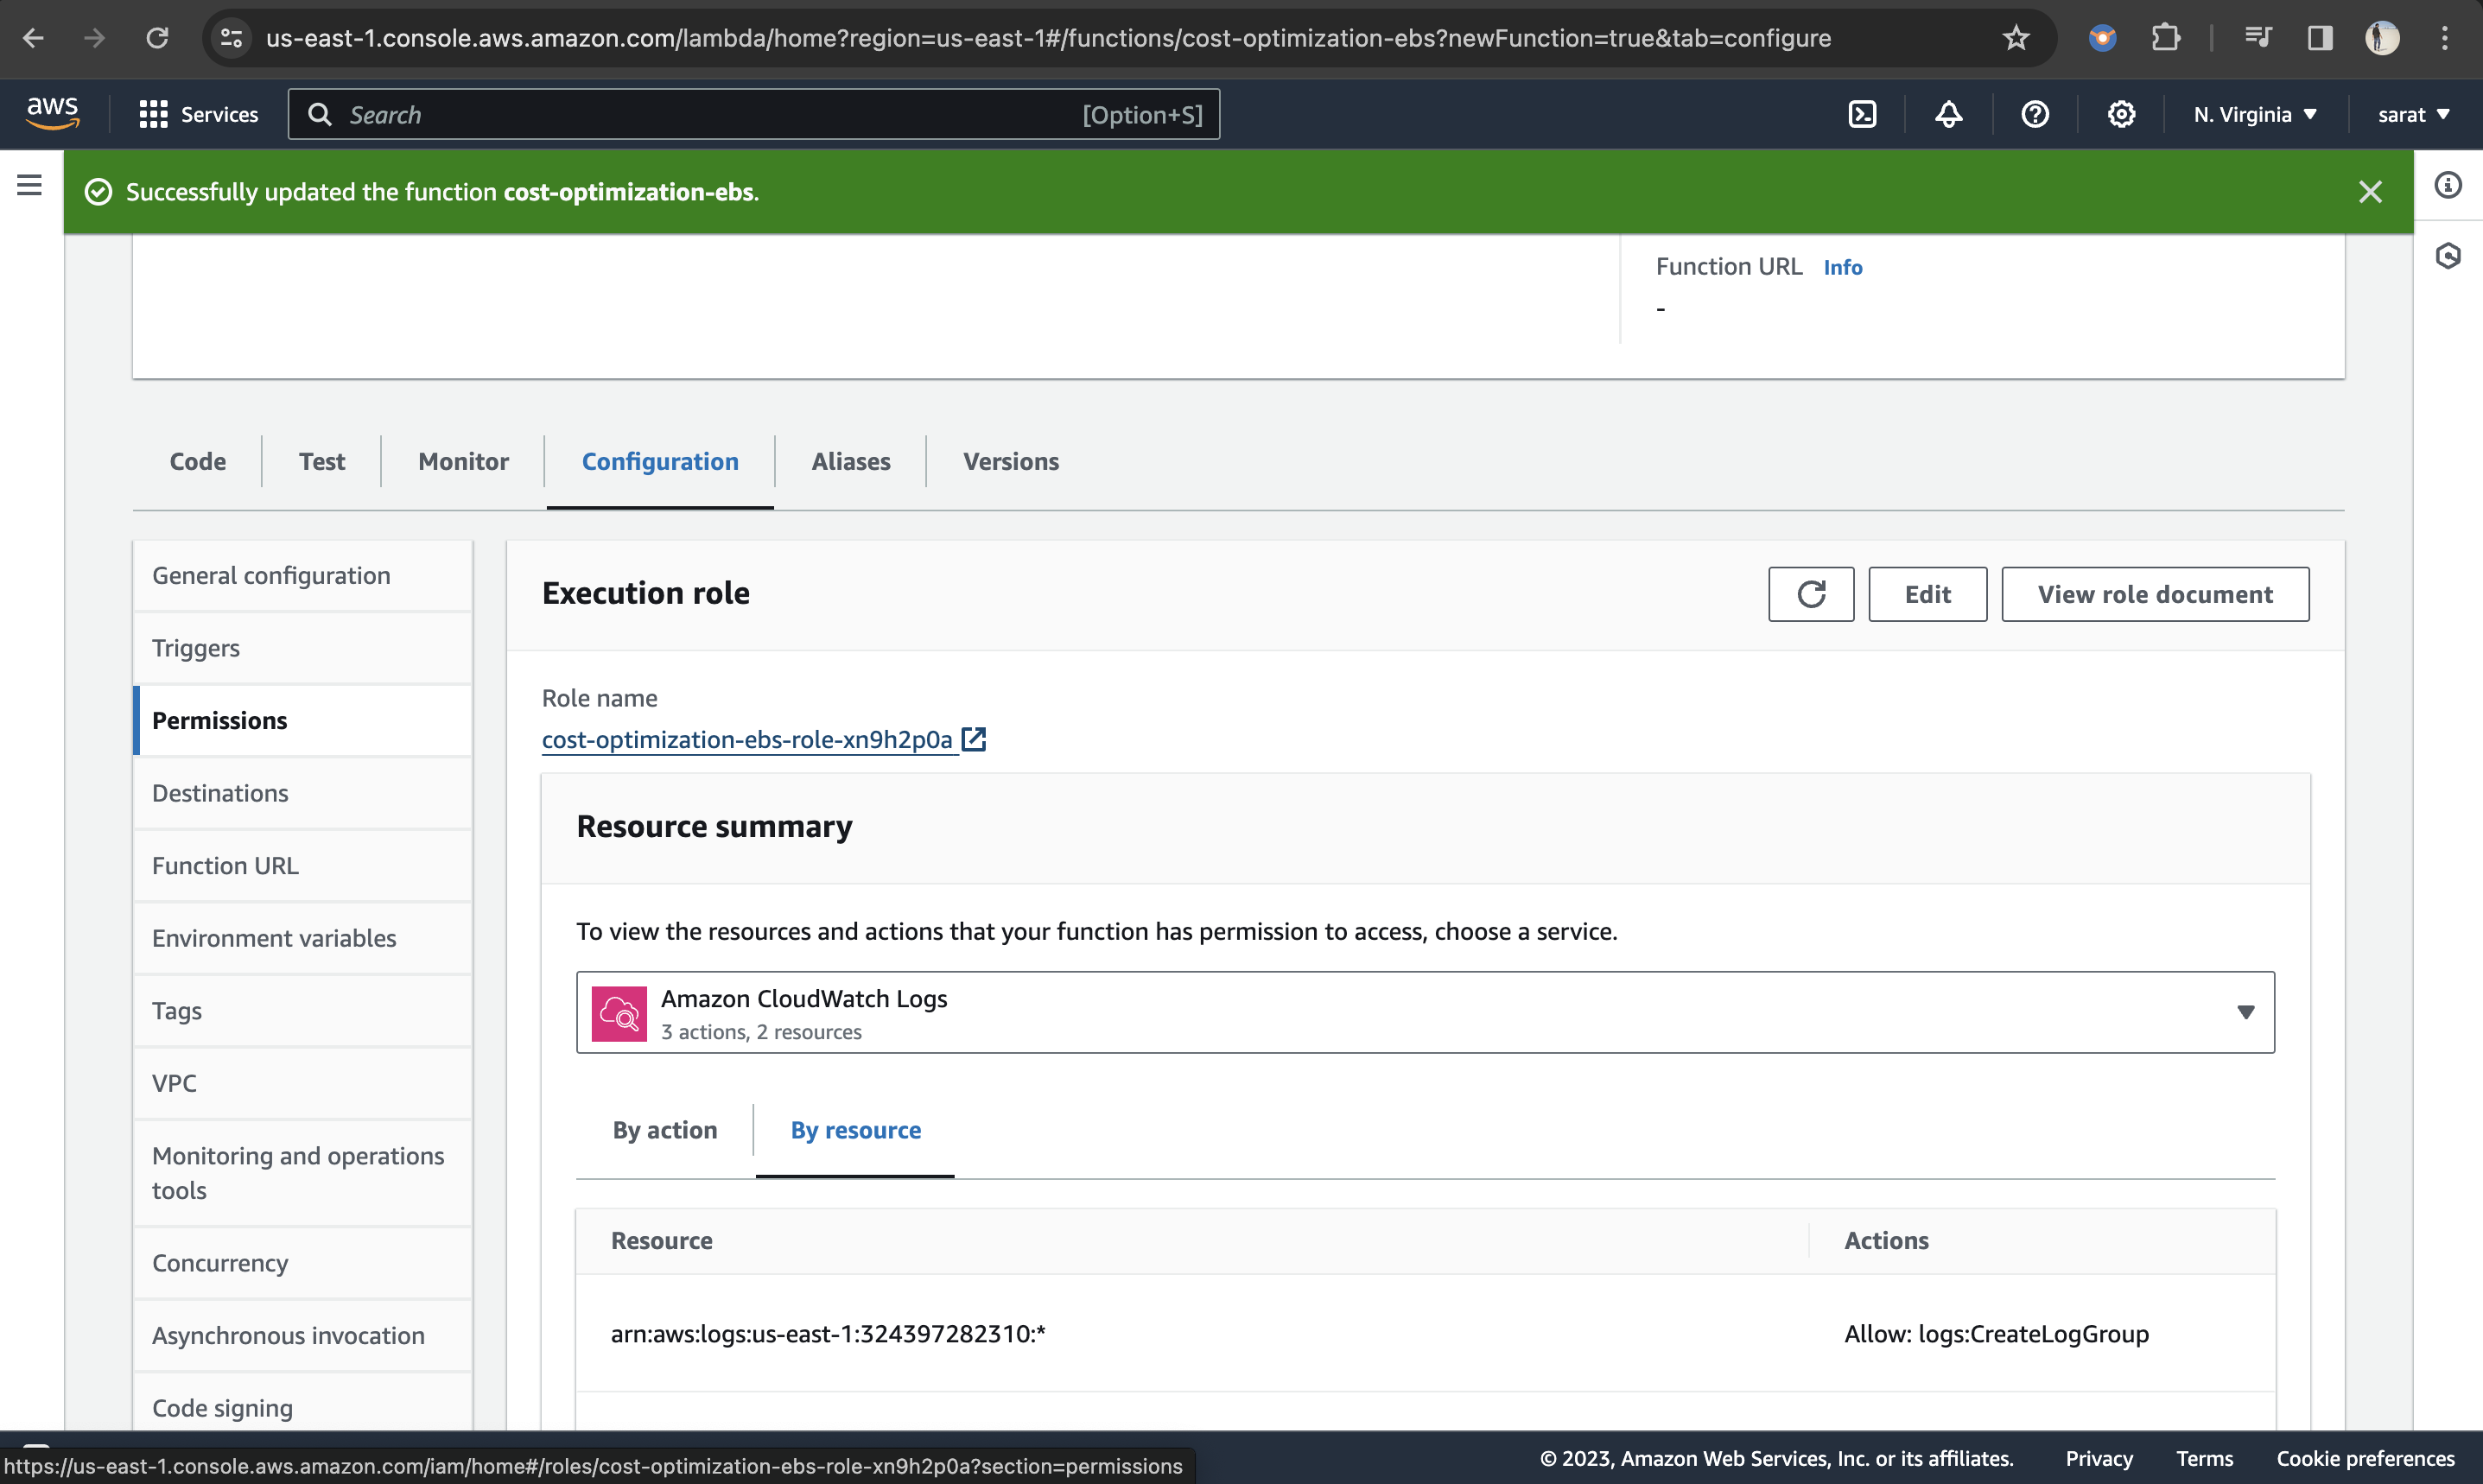 us-east-1.console.aws.amazon.com/lambda/home?region=us-east-1#/functions/cost-optimization-ebs?newFunction=true&tab=configure
aws
Services
Search
[Option+S]
N. Virginia
sarat
Successfully updated the function cost-optimization-ebs.
Function URL Info
-
Code
Test
Monitor
Configuration
Aliases
Versions
General configuration
Triggers
Permissions
Destinations
Function URL
Environment variables
Tags
VPC
Monitoring and operations
tools
Concurrency
Asynchronous invocation
Code signing
Execution role
Edit
View role document
Role name
cost-optimization-ebs-role-xn9h2p0a
Resource summary
To view the resources and actions that your function has permission to access, choose a service.
Amazon CloudWatch Logs
3 actions, 2 resources
By action
By resource
Resource
Actions
arn:aws:logs:us-east-1:324397282310:*
Allow: logs:CreateLogGroup
https://us-east-1.console.aws.amazon.com/iam/home#/roles/cost-optimization-ebs-role-xn9h2p0a?section=permissions
© 2023, Amazon Web Services, Inc. or its affiliates.
Privacy
Terms
Cookie preferences